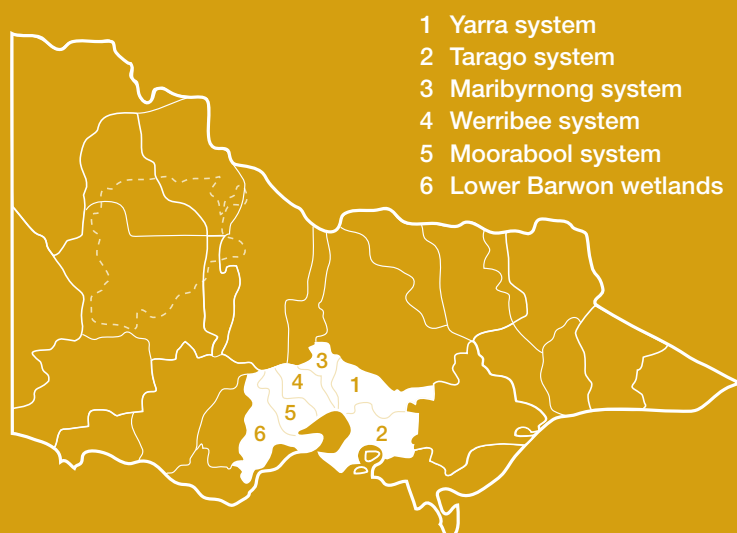 1 Yarra system
2 Tarago system
3 Maribyrnong system
4 Werribee system
5 Moorabool system
6 Lower Barwon wetlands
3
4
1
5
6
2